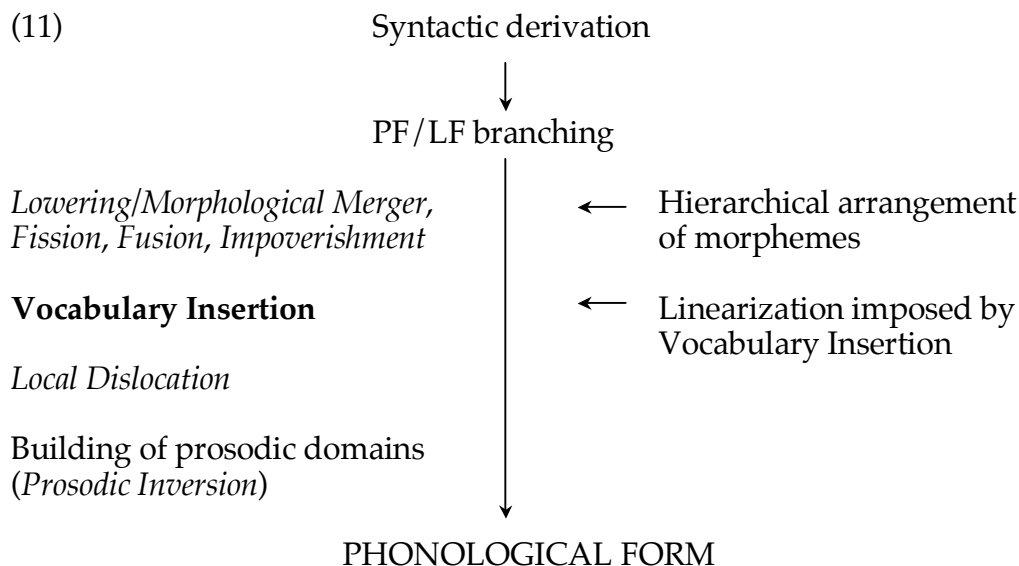 (11) Syntactic derivation
PF/LF branching
Lowering/Morphological Merger,
Fission, Fusion, Impoverishment
Hierarchical arrangement
of morphemes
Vocabulary Insertion
Linearization imposed by
Vocabulary Insertion
Local Dislocation
Building of prosodic domains
(Prosodic Inversion)
PHONOLOGICAL FORM